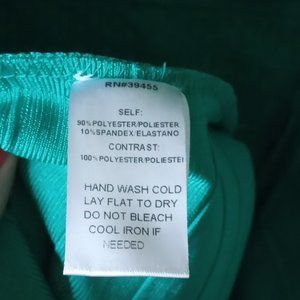 RN#39455
SELF:
90%POLYESTER/POLIESTER
10%SPANDEX/ELASTANO
CONTRAST:
100%POLYESTER/POLIESTE
HAND WASH COLD
LAY FLAT TO DRY
DO NOT BLEACH
COOL IRON IF
NEEDED